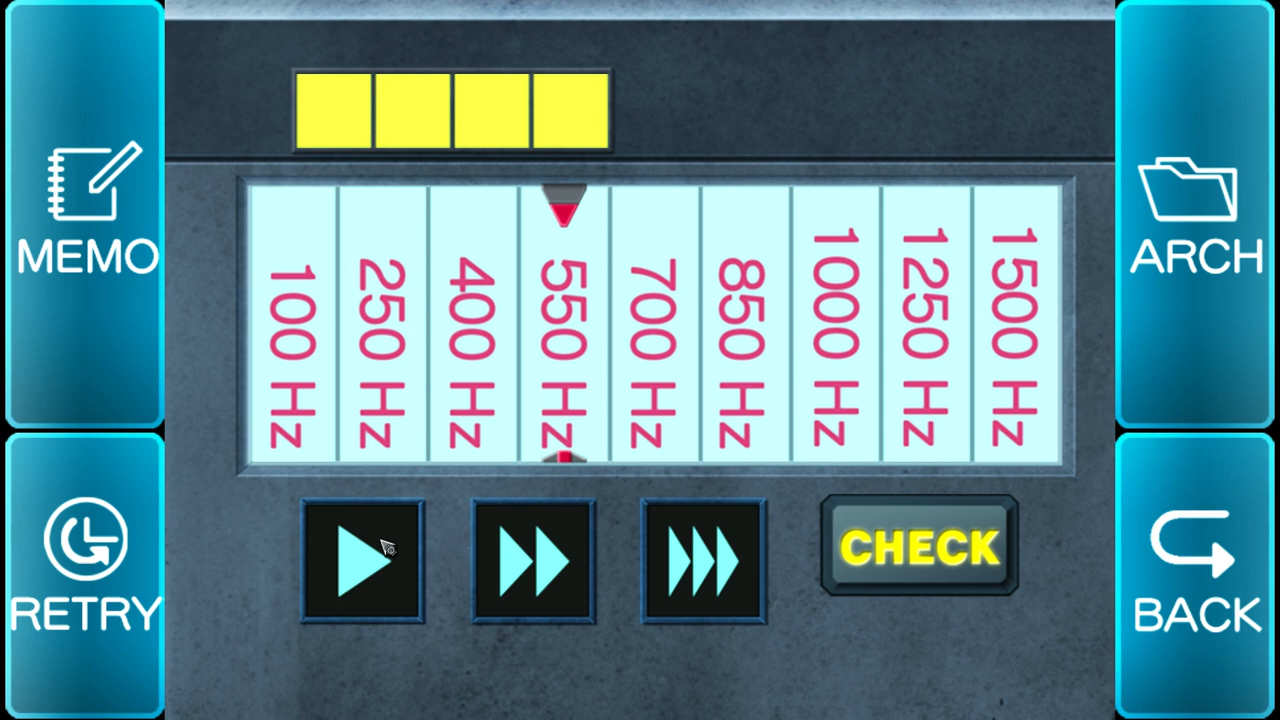 MEMO
ARCH
100 Hz
250 Hz
400 Hz
550 Hz
700 Hz
850 Hz
1000 Hz
1250 Hz
1500 Hz
CHECK
RETRY
BACK